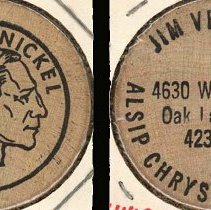 NICKEL
JIM V
4630 W
Oak L
423
ALSIP CHRYS